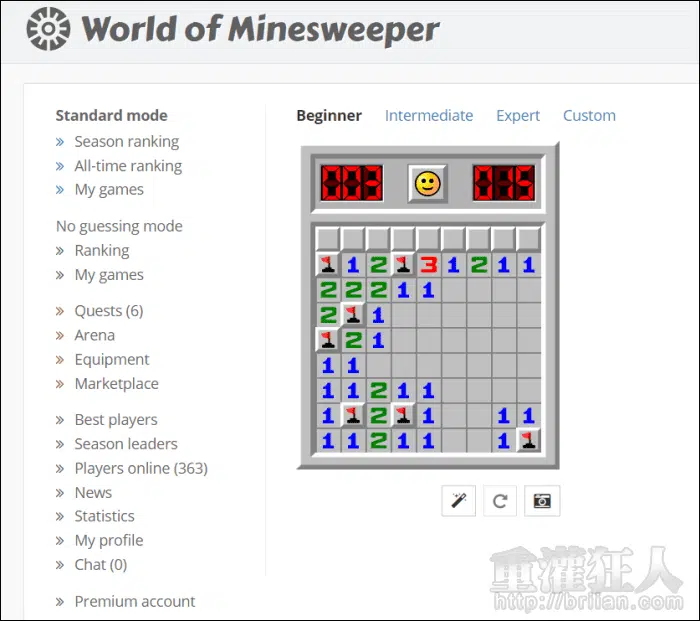 World of Minesweeper
Standard mode
» Season ranking
» All-time ranking
» My games
No guessing mode
» Ranking
» My games
» Quests (6)
» Arena
» Equipment
» Marketplace
» Best players
» Season leaders
» Players online (363)
» News
» Statistics
» My profile
» Chat (0)
» Premium account
Beginner Intermediate Expert Custom
015
1 2 3 1 2 1 1
2 2 2 1 1
2 1
2 1
1 1
1 1 2 1 1
1 2 1 1 1
1 1 2 1 1 1
重灌狂人
http://briian.com